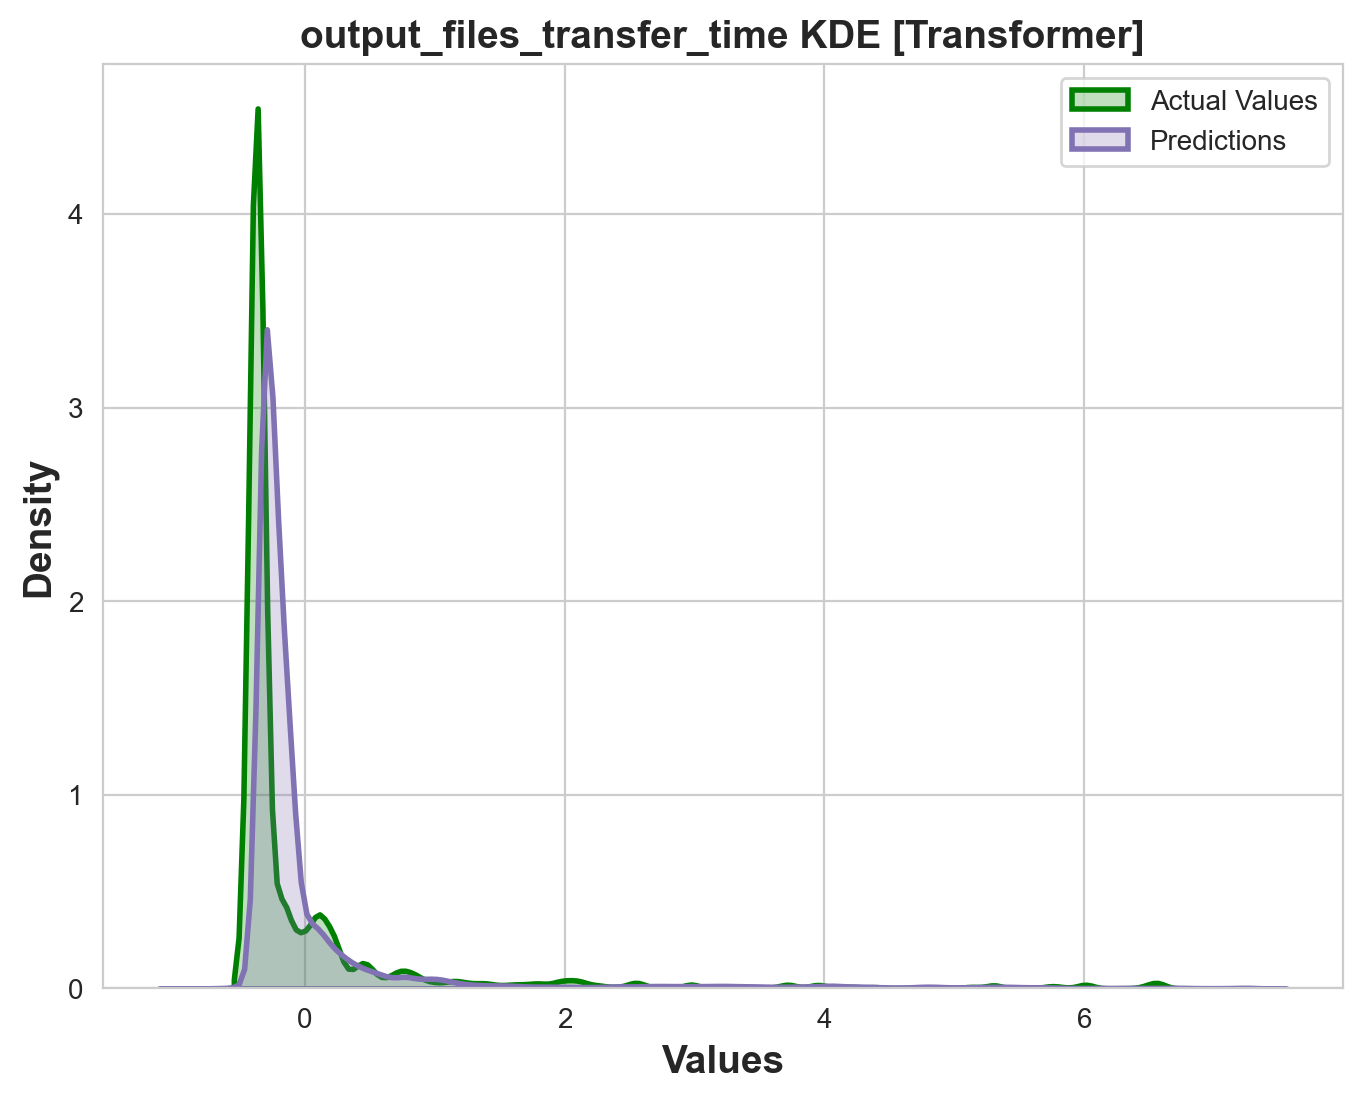 output_files_transfer_time KDE [Transformer]
Actual Values
Predictions
Density
4
3
2
1
0
0 2 4 6
Values